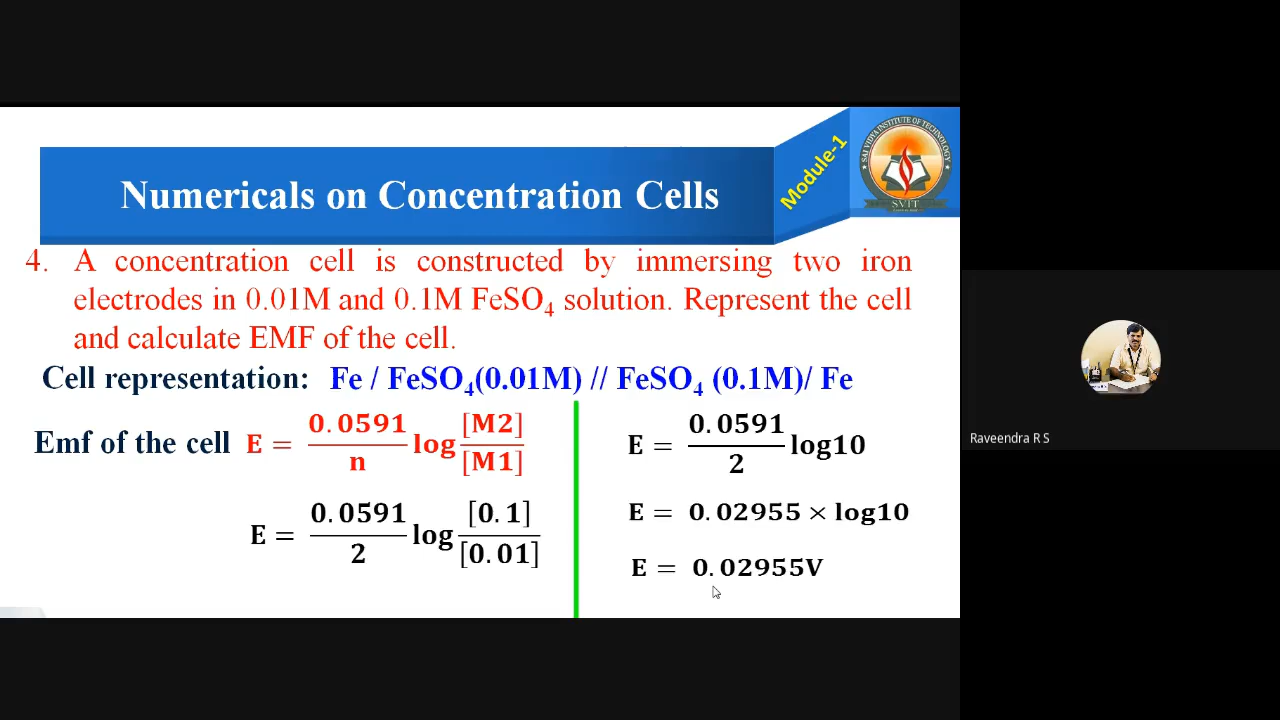 Numericals on Concentration Cells
Module-1
SAI VIDYA INSTITUTE OF TECHNOLOGY
SVIT
4. A concentration cell is constructed by immersing two iron
electrodes in 0.01M and 0.1M FeSO₄ solution. Represent the cell
and calculate EMF of the cell.
Cell representation: Fe / FeSO₄(0.01M) // FeSO₄ (0.1M)/ Fe
Emf of the cell E = 0.0591/n log [M2]/[M1]
E = 0.0591/2 log [0.1]/[0.01]
E = 0.0591/2 log10
E = 0.02955 × log10
E = 0.02955V
Raveendra R S